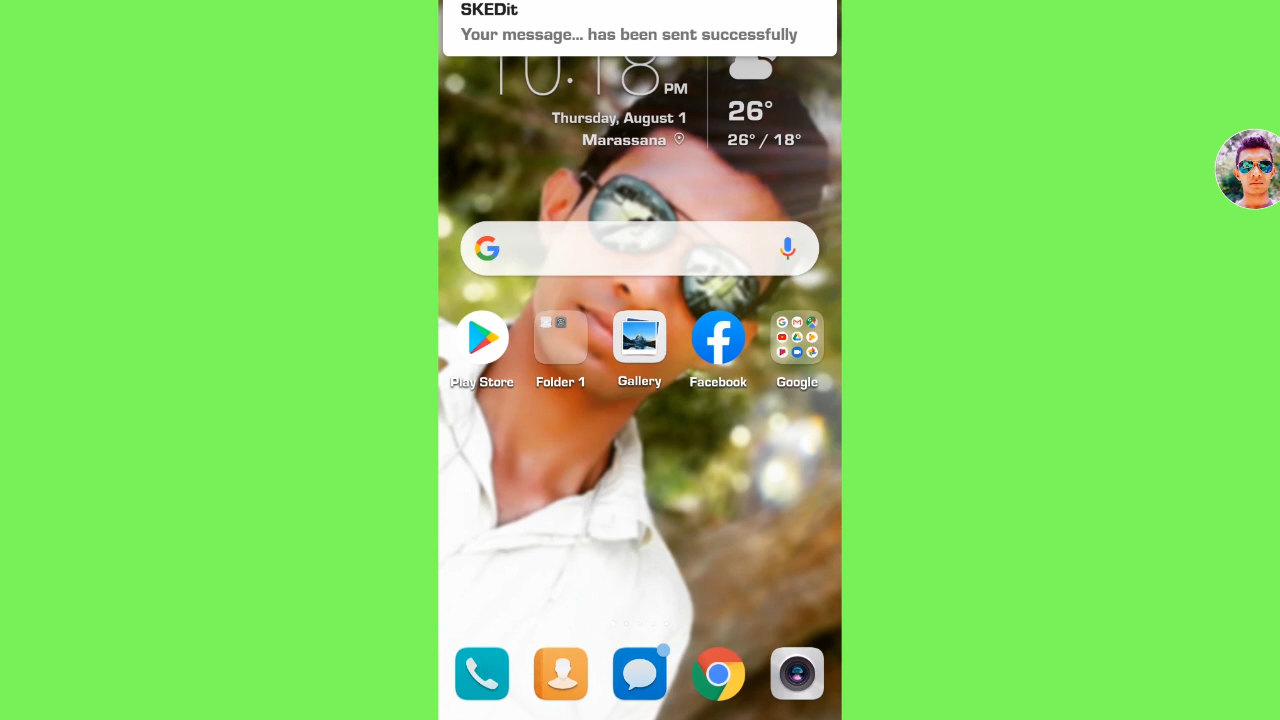 SKEDit
Your message... has been sent successfully
10:18 PM
Thursday, August 1
26°
Marassana
26° / 18°
Play Store
Folder 1
Gallery
Facebook
Google